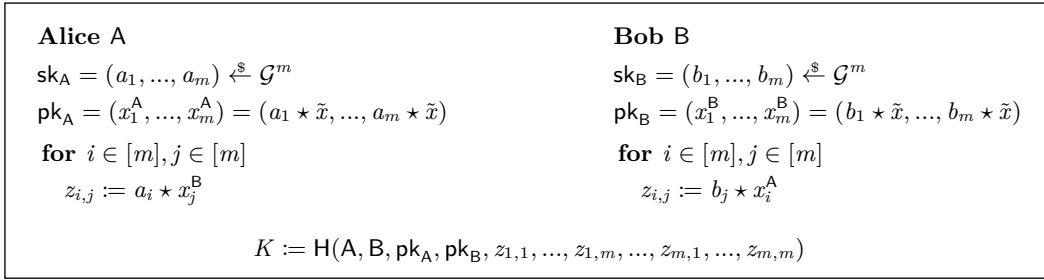 Alice A
sk_A = (a_1, ..., a_m) ←$ 𝒢^m
pk_A = (x_1^A, ..., x_m^A) = (a_1 ⋆ x̃, ..., a_m ⋆ x̃)
for i ∈ [m], j ∈ [m]
z_{i,j} := a_i ⋆ x_j^B
Bob B
sk_B = (b_1, ..., b_m) ←$ 𝒢^m
pk_B = (x_1^B, ..., x_m^B) = (b_1 ⋆ x̃, ..., b_m ⋆ x̃)
for i ∈ [m], j ∈ [m]
z_{i,j} := b_j ⋆ x_i^A
K := H(A, B, pk_A, pk_B, z_{1,1}, ..., z_{1,m}, ..., z_{m,1}, ..., z_{m,m})